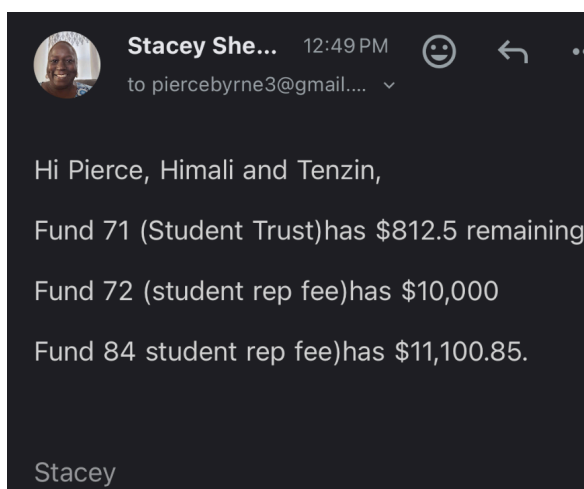 Stacey She... 12:49 PM
to piercebyrne3@gmail....
Hi Pierce, Himali and Tenzin,
Fund 71 (Student Trust)has $812.5 remaining
Fund 72 (student rep fee)has $10,000
Fund 84 student rep fee)has $11,100.85.
Stacey